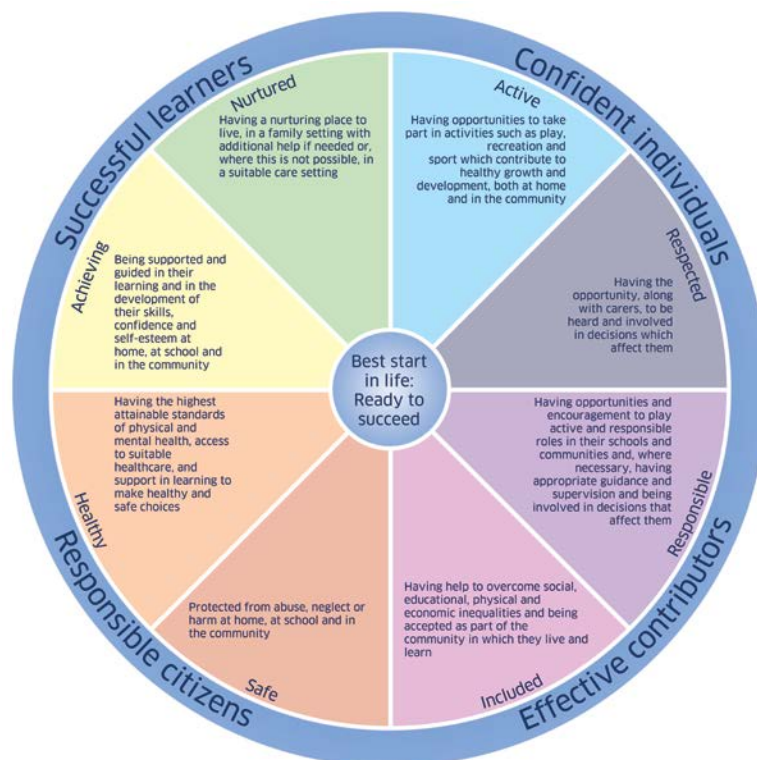 Successful learners
Confident individuals
Nurtured
Having a nurturing place to
live, in a family setting with
additional help if needed or,
where this is not possible, in
a suitable care setting
Active
Having opportunities to take
part in activities such as play,
recreation and
sport which contribute to
healthy growth and
development, both at home
and in the community
Achieving
Being supported and
guided in their
learning and in the
development of
their skills,
confidence and
self-esteem at
home, at school and
in the community
Respected
Having the
opportunity, along
with carers, to be
heard and involved
in decisions which
affect them
Best start
in life:
Ready to
succeed
Healthy
Having the highest
attainable standards
of physical and
mental health, access
to suitable
healthcare, and
support in learning to
make healthy and
safe choices
Responsible
Having opportunities and
encouragement to play
active and responsible
roles in their schools and
communities and, where
necessary, having
appropriate guidance and
supervision and being
involved in decisions that
affect them
Safe
Protected from abuse, neglect or
harm at home, at school and in
the community
Included
Having help to overcome social,
educational, physical and
economic inequalities and being
accepted as part of the
community in which they live and
learn
Responsible citizens
Effective contributors